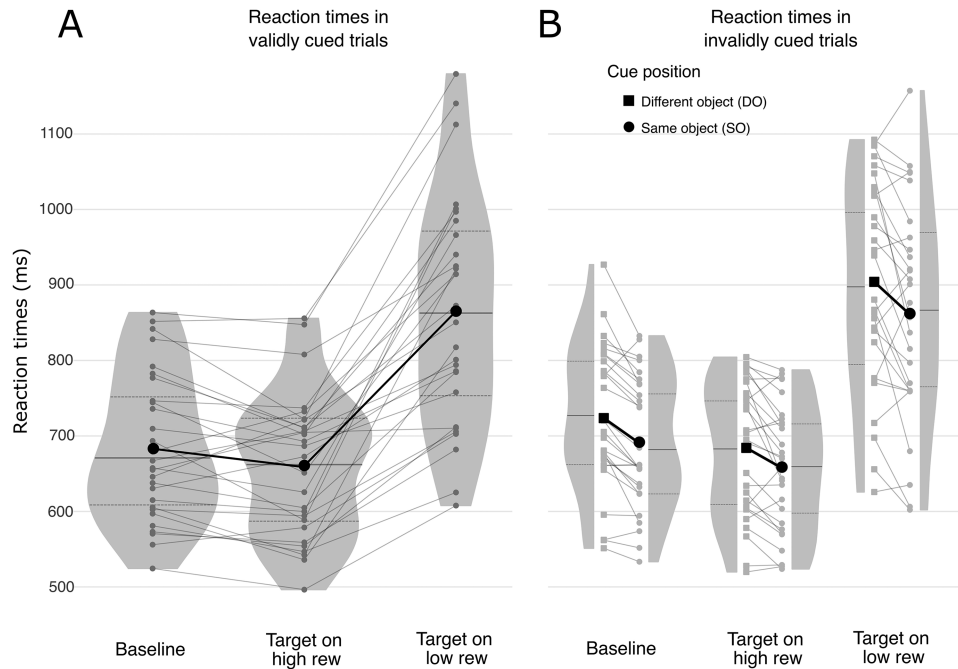 A
Reaction times in
validly cued trials
B
Reaction times in
invalidly cued trials
Cue position
Different object (DO)
Same object (SO)
Reaction times (ms)
1100
1000
900
800
700
600
500
Baseline
Target on
high rew
Target on
low rew
Baseline
Target on
high rew
Target on
low rew